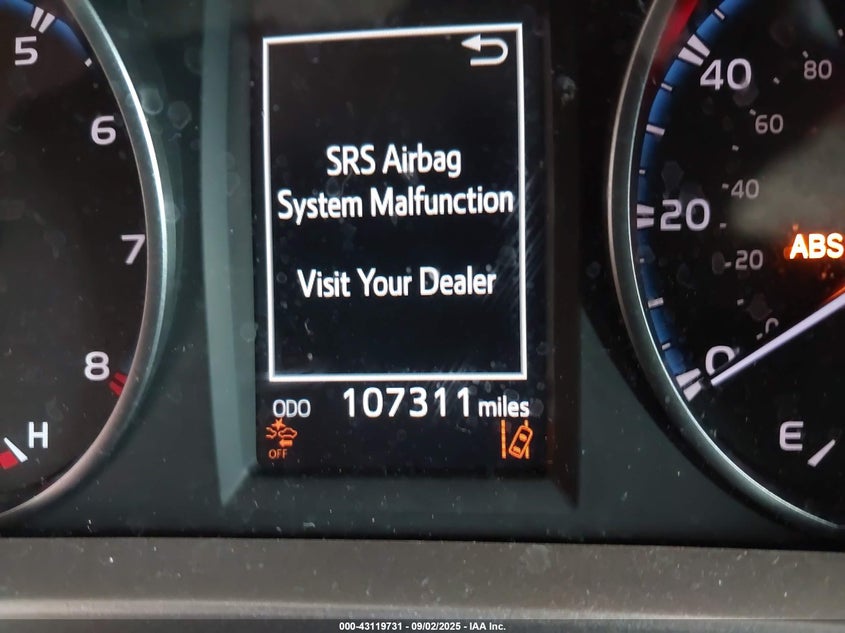 5
6
7
8
H
SRS Airbag
System Malfunction
Visit Your Dealer
ODO 107311 miles
OFF
40
80
60
20
40
20
ABS
0
0
E
000-43119731 - 09/02/2025 - IAA Inc.